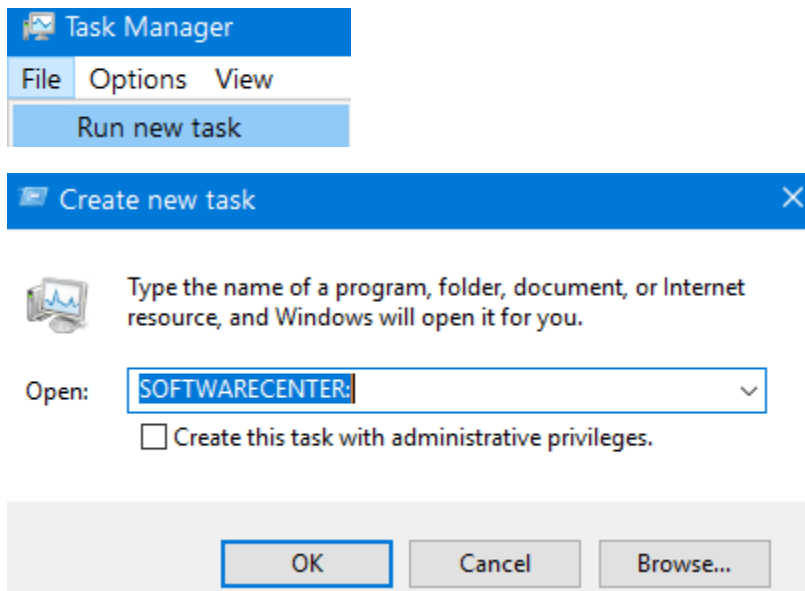 Task Manager
File Options View
Run new task
Create new task
Type the name of a program, folder, document, or Internet
resource, and Windows will open it for you.
Open: SOFTWARECENTER:
Create this task with administrative privileges.
OK Cancel Browse...